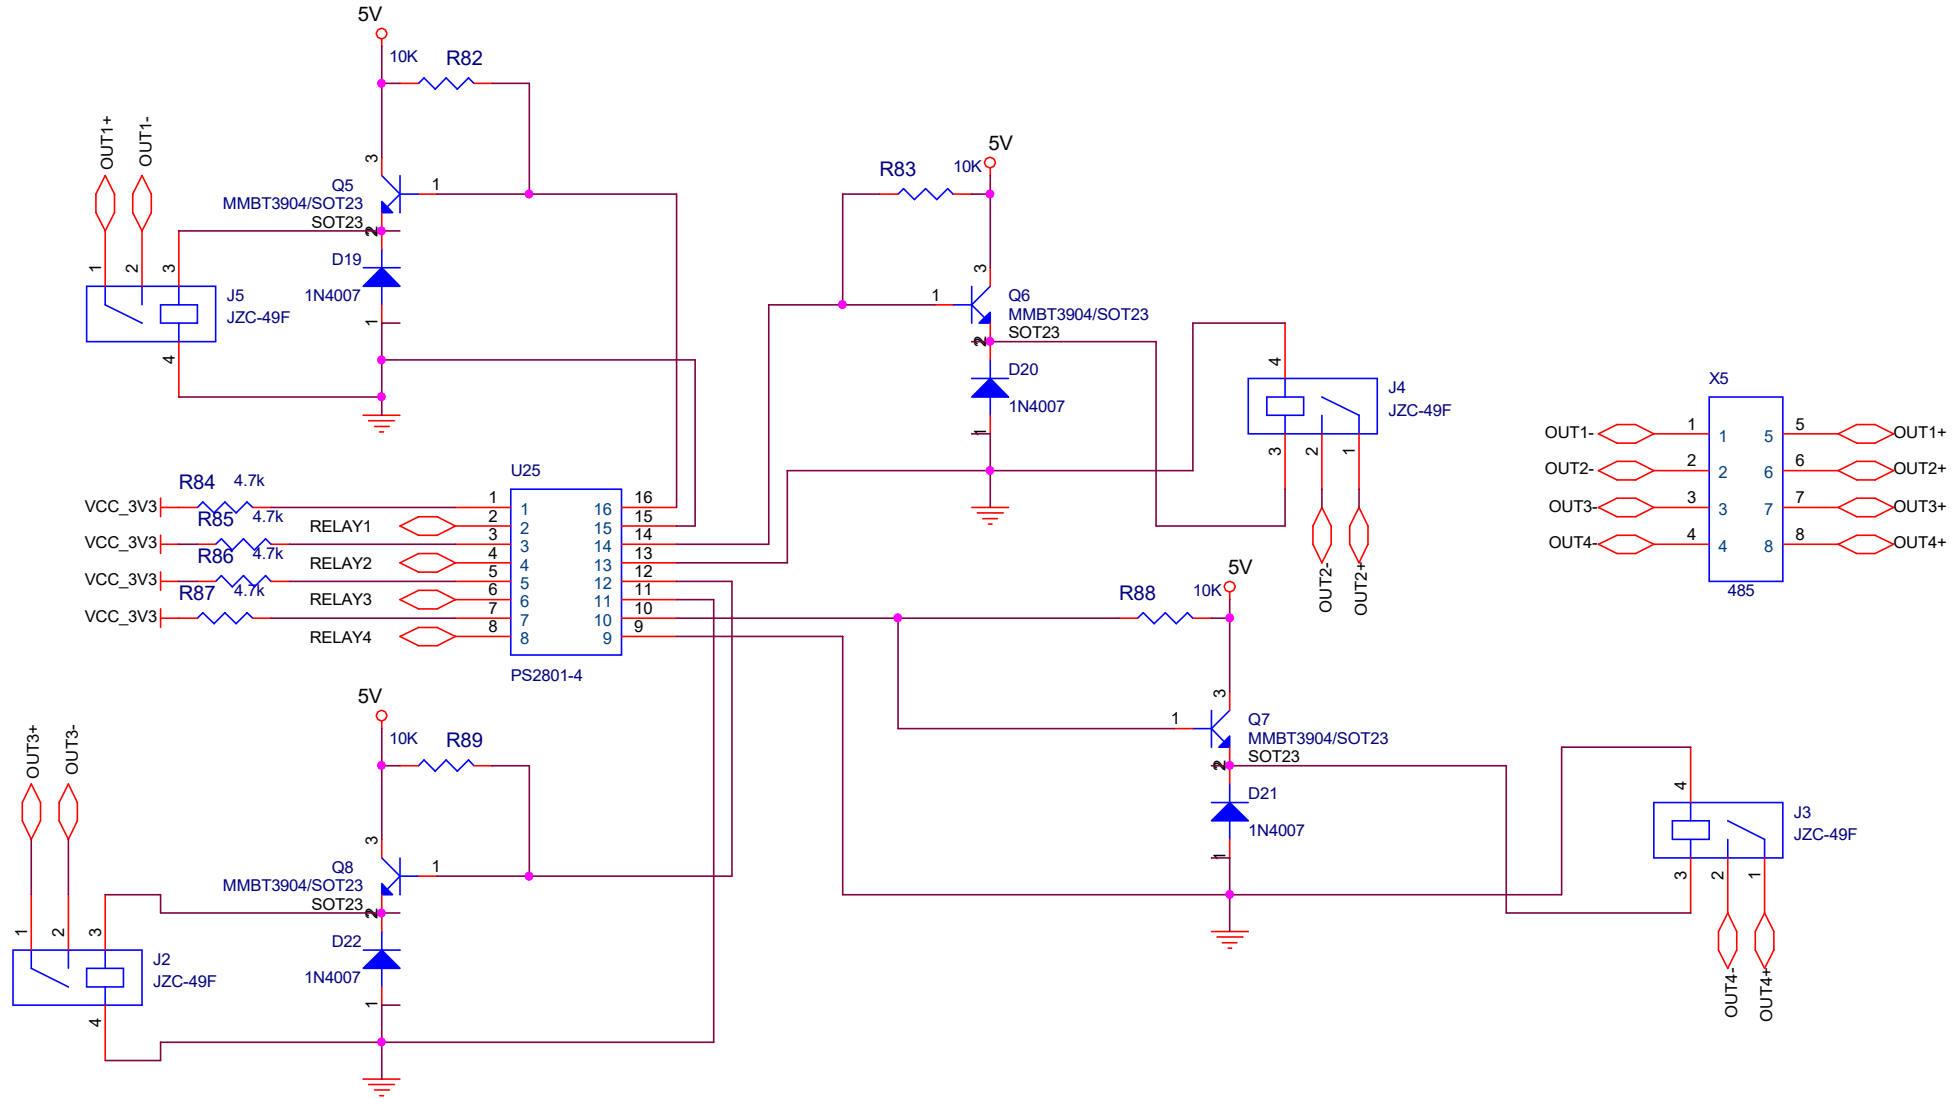 5V
10K
R82
OUT1+
OUT1-
3
1
Q5
MMBT3904/SOT23
SOT23
2
D19
1N4007
1
1
2
3
J5
JZC-49F
4
5V
R83
10K
3
1
Q6
MMBT3904/SOT23
SOT23
2
D20
1N4007
1
4
J4
JZC-49F
3
2
1
OUT2-
OUT2+
X5
OUT1- 1 1 5 5 OUT1+
OUT2- 2 2 6 6 OUT2+
OUT3- 3 3 7 7 OUT3+
OUT4- 4 4 8 8 OUT4+
485
U25
R84 4.7k
VCC_3V3 1 1 16 16
R85 4.7k
RELAY1 2 2 15 15
VCC_3V3 3 3 14 14
R86 4.7k
RELAY2 4 4 13 13
VCC_3V3 5 5 12 12
R87 4.7k
RELAY3 6 6 11 11
VCC_3V3 7 7 10 10
RELAY4 8 8 9 9
PS2801-4
5V
R88
10K
3
1
Q7
MMBT3904/SOT23
SOT23
2
D21
1N4007
1
4
J3
JZC-49F
3
2
1
OUT4-
OUT4+
5V
10K
R89
OUT3+
OUT3-
3
1
Q8
MMBT3904/SOT23
SOT23
2
D22
1N4007
1
1
2
3
J2
JZC-49F
4